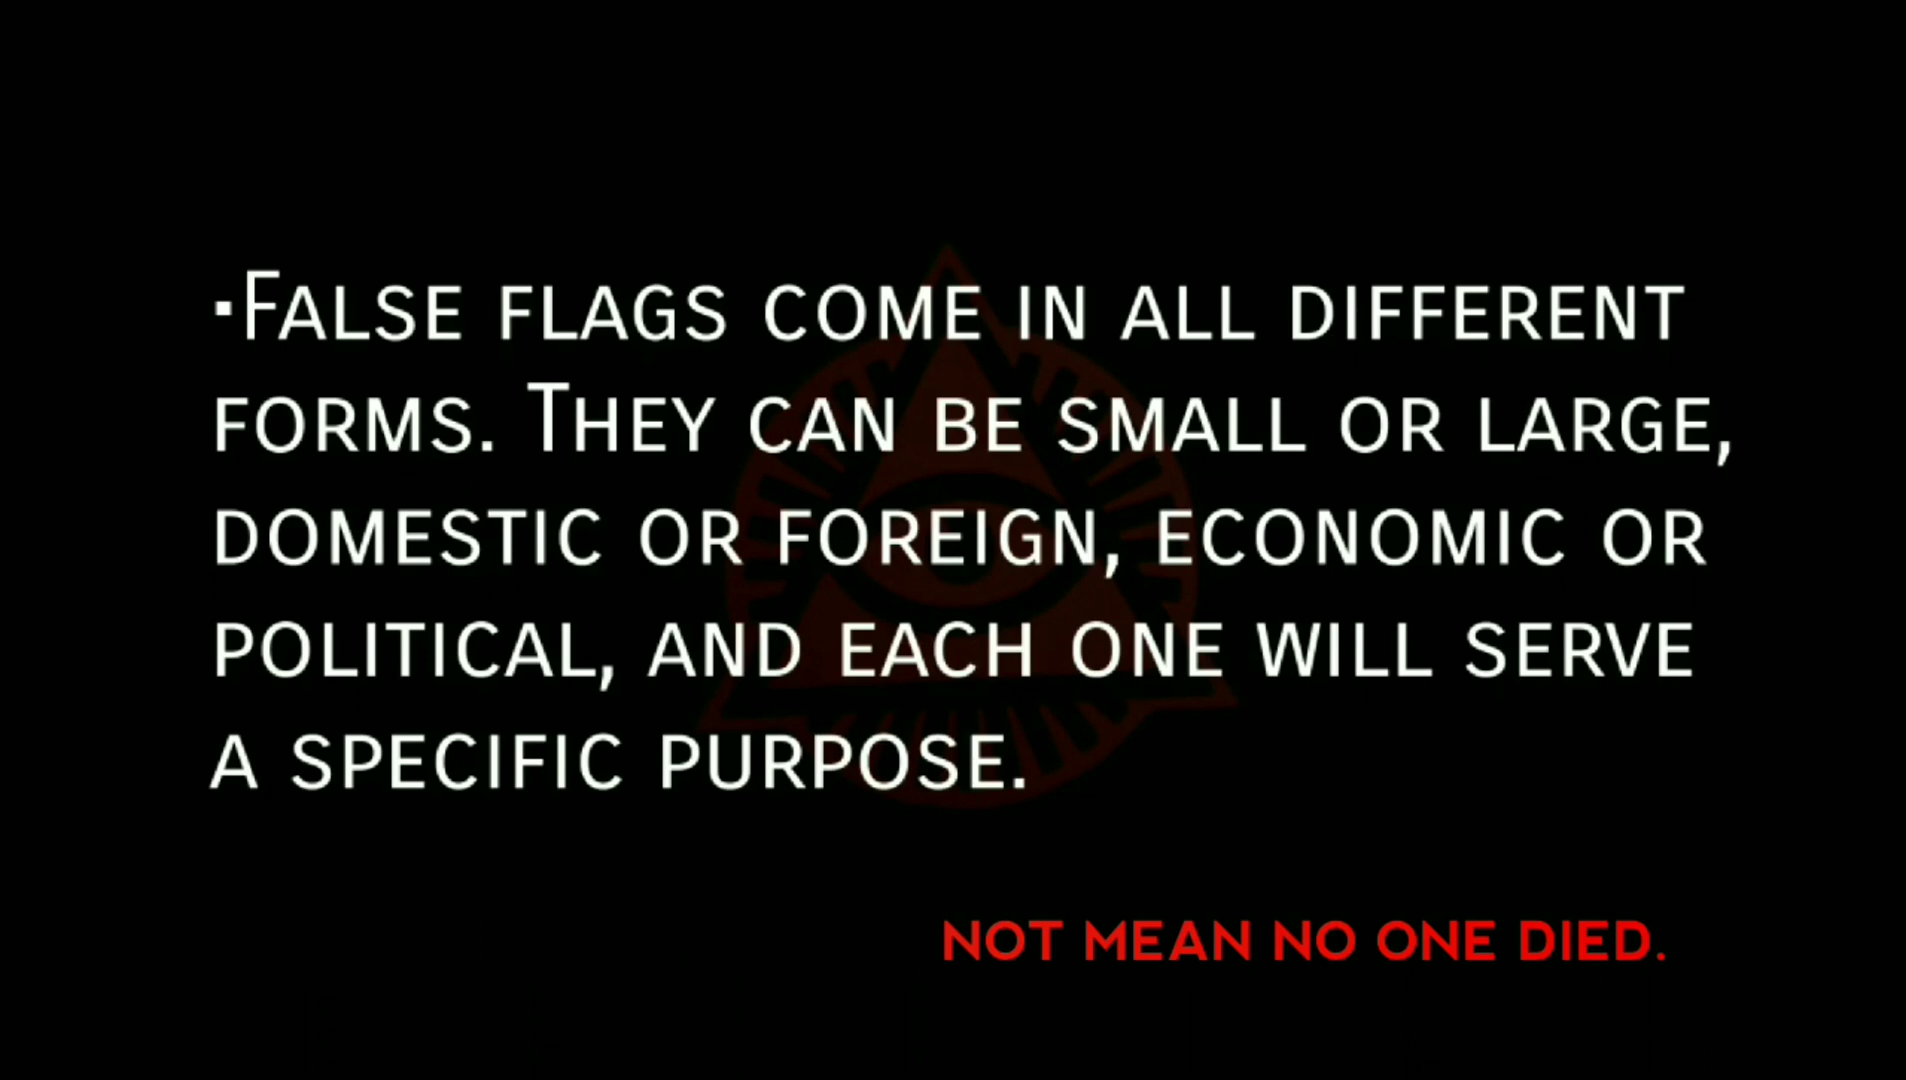 ▪False flags come in all different
forms. They can be small or large,
domestic or foreign, economic or
political, and each one will serve
a specific purpose.
NOT MEAN NO ONE DIED.